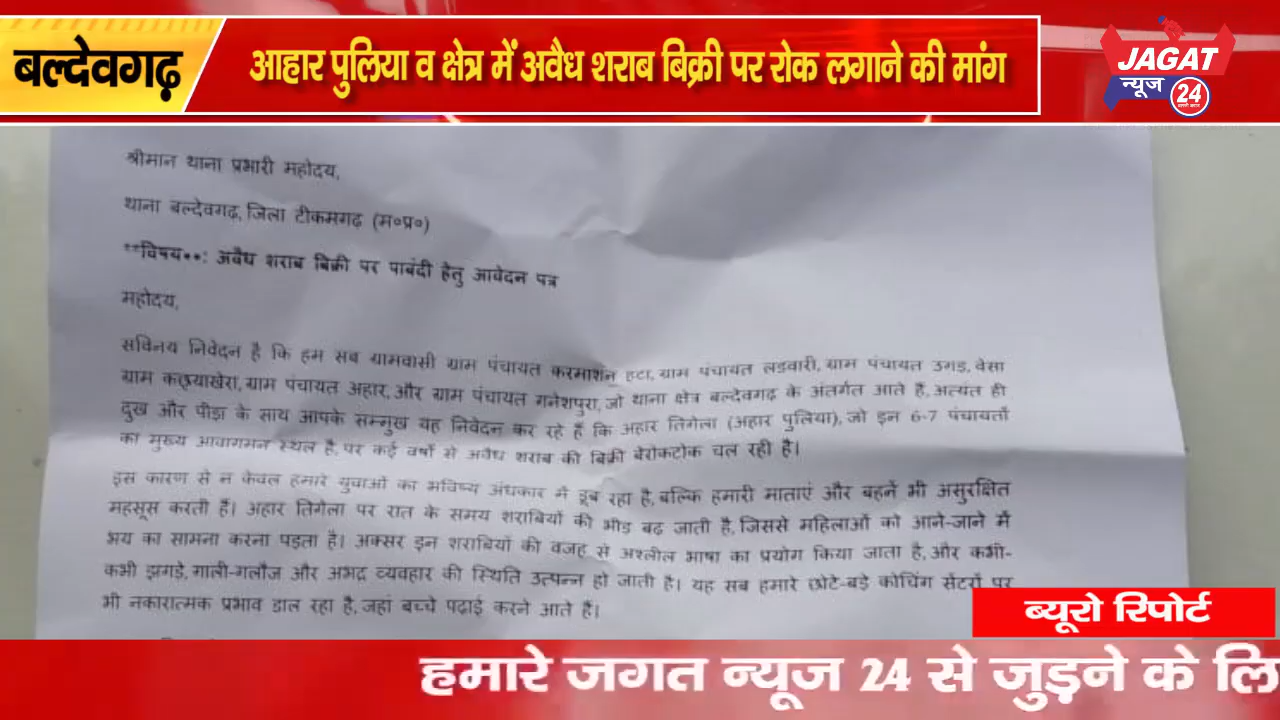 बल्देवगढ़
आहार पुलिया व क्षेत्र में अवैध शराब बिक्री पर रोक लगाने की मांग
JAGAT
न्यूज
24
श्रीमान थाना प्रभारी महोदय,
थाना बल्देवगढ़, जिला टीकमगढ़ (म०प्र०)
**विषय**: अवैध शराब बिक्री पर पाबंदी हेतु आवेदन पत्र
महोदय,
सविनय निवेदन है कि हम सब ग्रामवासी ग्राम पंचायत करमाशन हटा, ग्राम पंचायत लडवारी, ग्राम पंचायत उगड, वेसा
ग्राम कछयाखेरा, ग्राम पंचायत अहार, और ग्राम पंचायत गनेशपुरा, जो थाना क्षेत्र बल्देवगढ़ के अंतर्गत आते हैं, अत्यंत ही
दुख और पीड़ा के साथ आपके सम्मुख यह निवेदन कर रहे हैं कि अहार तिगेला (अहार पुलिया), जो इन 6-7 पंचायतों
का मुख्य आवागमन स्थल है, पर कई वर्षों से अवैध शराब की बिक्री बेरोकटोक चल रही है।
इस कारण से न केवल हमारे युवाओं का भविष्य अंधकार में डूब रहा है, बल्कि हमारी माताएं और बहनें भी असुरक्षित
महसूस करती हैं। अहार तिगेला पर रात के समय शराबियों की भीड़ बढ़ जाती है, जिससे महिलाओं को आने-जाने में
भय का सामना करना पड़ता है। अक्सर इन शराबियों की वजह से अश्लील भाषा का प्रयोग किया जाता है, और कभी-
कभी झगड़े, गाली-गलौज और अभद्र व्यवहार की स्थिति उत्पन्न हो जाती है। यह सब हमारे छोटे-बड़े कोचिंग सेंटरों पर
भी नकारात्मक प्रभाव डाल रहा है, जहां बच्चे पढ़ाई करने आते हैं।
ब्यूरो रिपोर्ट
हमारे जगत न्यूज 24 से जुड़ने के लि